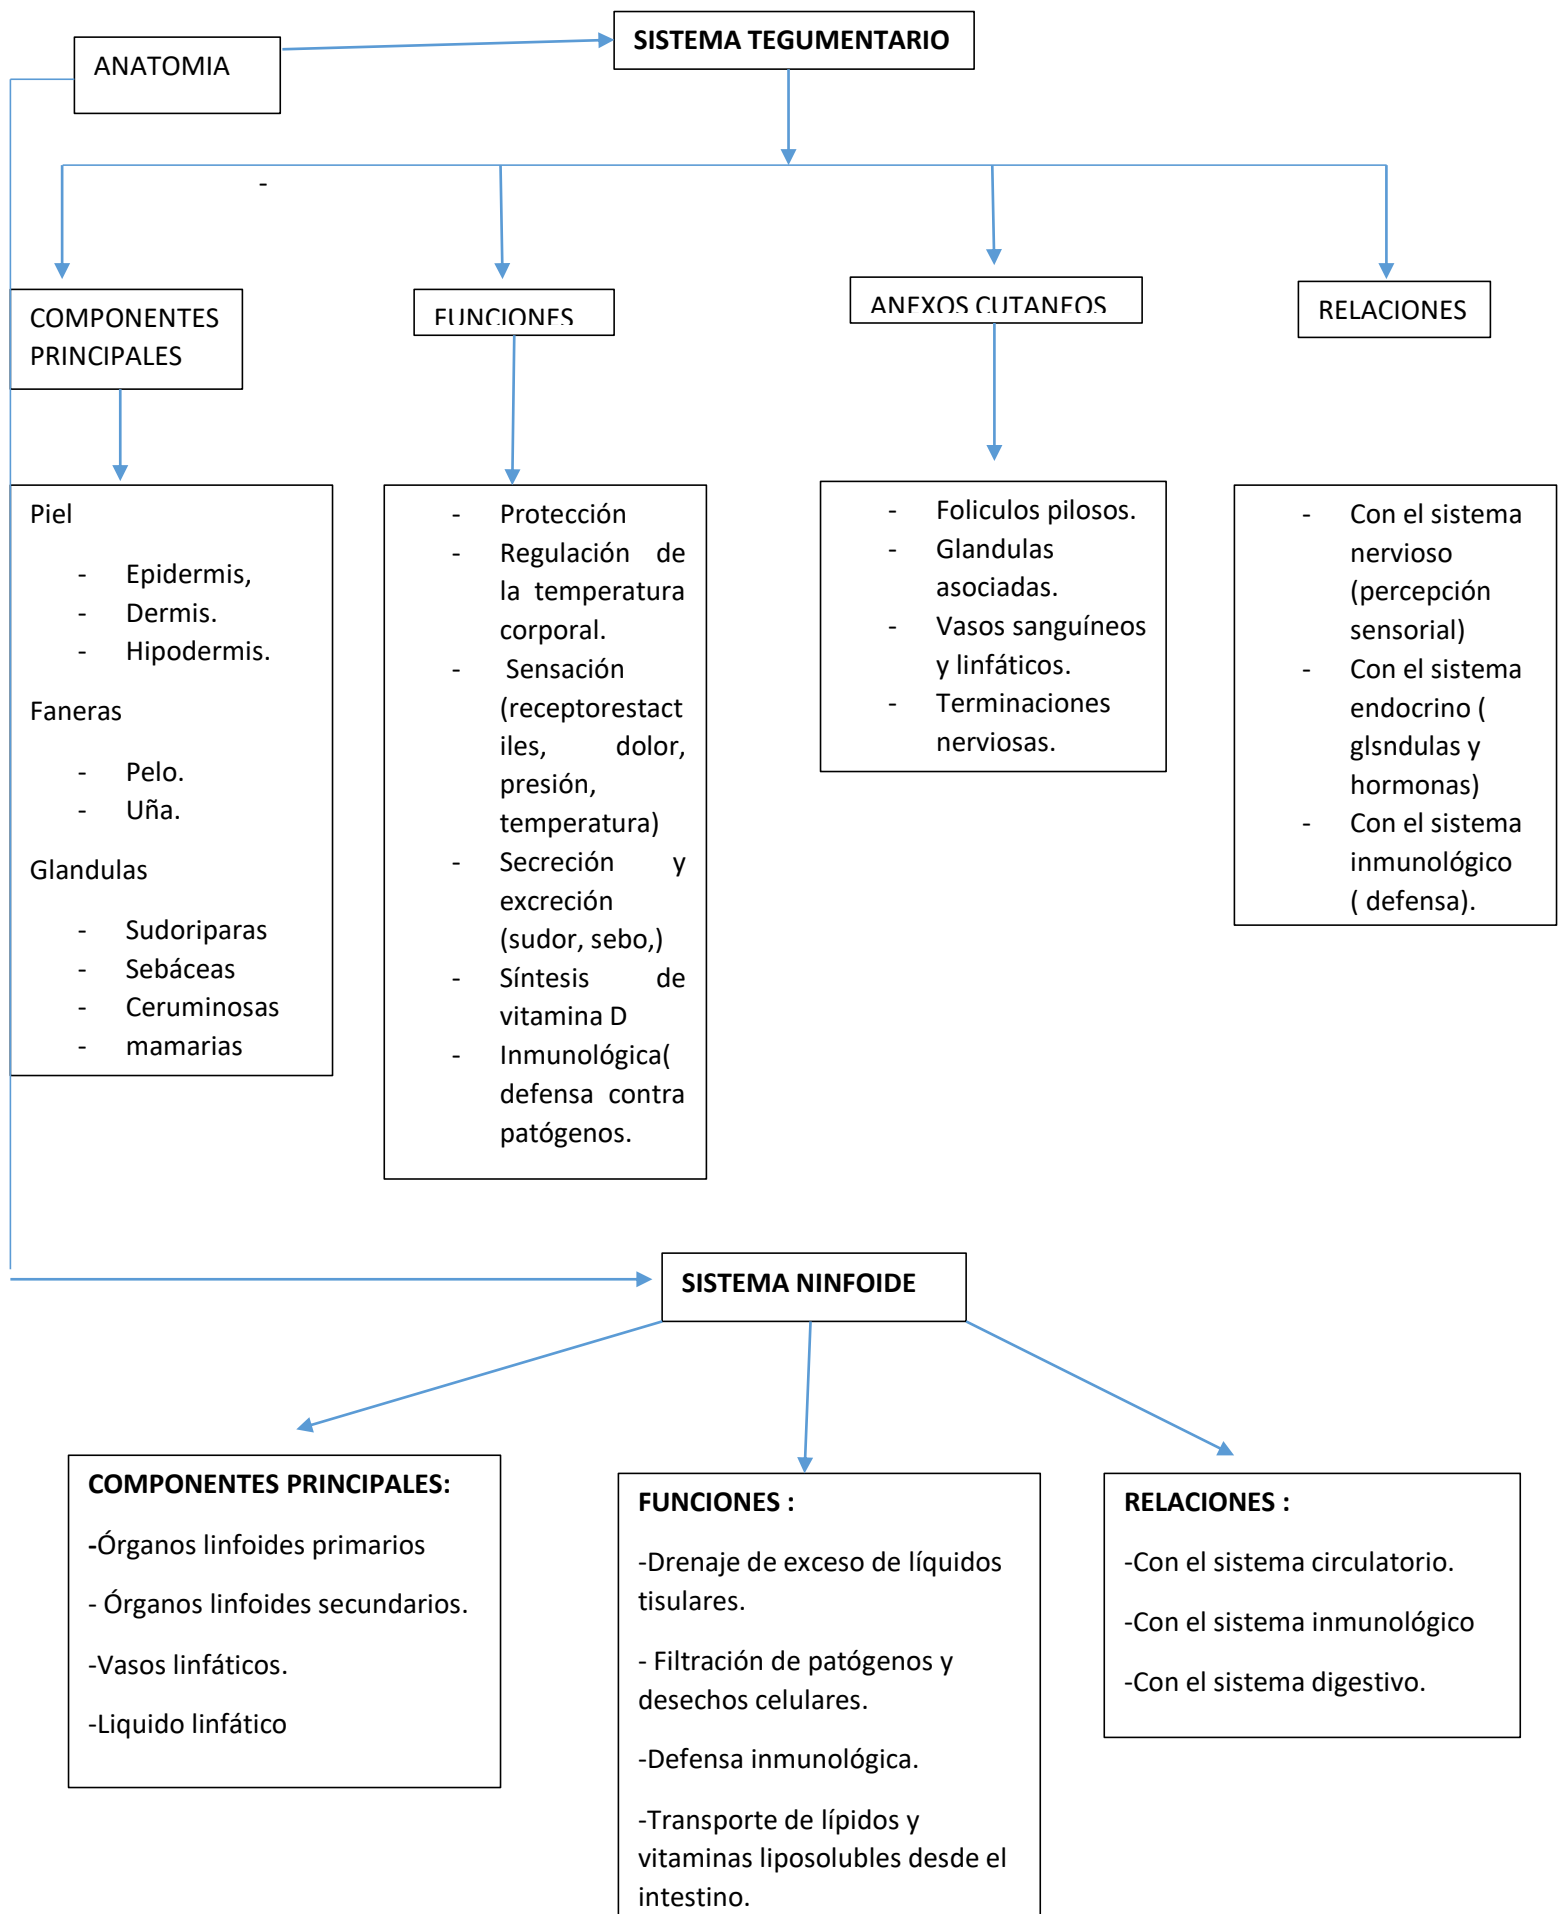 ANATOMIA
SISTEMA TEGUMENTARIO
-
COMPONENTES
PRINCIPALES
FUNCIONES
ANEXOS CUTANEOS
RELACIONES
Piel
- Epidermis,
- Dermis.
- Hipodermis.
Faneras
- Pelo.
- Uña.
Glandulas
- Sudoriparas
- Sebáceas
- Ceruminosas
- mamarias
- Protección
- Regulación de
la temperatura
corporal.
- Sensación
(receptorestact
iles, dolor,
presión,
temperatura)
- Secreción y
excreción
(sudor, sebo,)
- Síntesis de
vitamina D
- Inmunológica(
defensa contra
patógenos.
- Foliculos pilosos.
- Glandulas
asociadas.
- Vasos sanguíneos
y linfáticos.
- Terminaciones
nerviosas.
- Con el sistema
nervioso
(percepción
sensorial)
- Con el sistema
endocrino (
glsndulas y
hormonas)
- Con el sistema
inmunológico
( defensa).
SISTEMA NINFOIDE
COMPONENTES PRINCIPALES:
-Órganos linfoides primarios
- Órganos linfoides secundarios.
-Vasos linfáticos.
-Liquido linfático
FUNCIONES :
-Drenaje de exceso de líquidos
tisulares.
- Filtración de patógenos y
desechos celulares.
-Defensa inmunológica.
-Transporte de lípidos y
vitaminas liposolubles desde el
intestino.
RELACIONES :
-Con el sistema circulatorio.
-Con el sistema inmunológico
-Con el sistema digestivo.